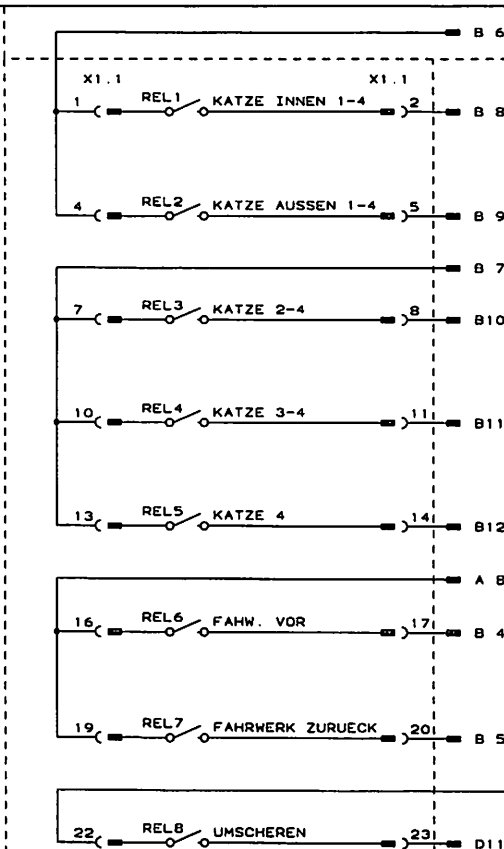 B 6
X1.1 X1.1
1 REL1 KATZE INNEN 1-4 2 B 8
4 REL2 KATZE AUSSEN 1-4 5 B 9
B 7
7 REL3 KATZE 2-4 8 B10
10 REL4 KATZE 3-4 11 B11
13 REL5 KATZE 4 14 B12
A 8
16 REL6 FAHW. VOR 17 B 4
19 REL7 FAHRWERK ZURUECK 20 B 5
22 REL8 UMSCHEREN 23 D11